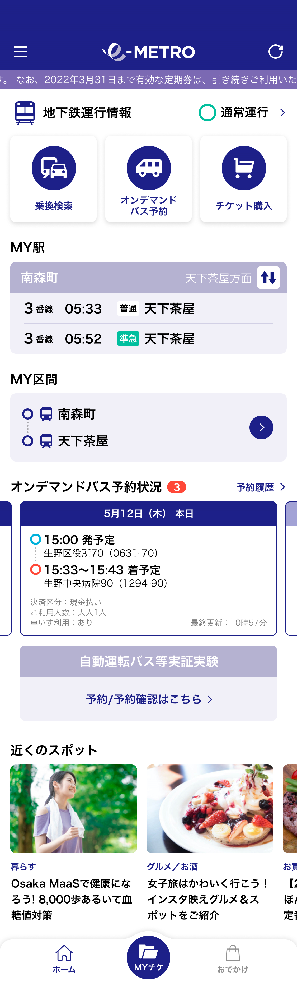 e-METRO
す。 なお、2022年3月31日まで有効な定期券は、引き続きご利用いた
地下鉄運行情報
通常運行
乗換検索
オンデマンド
バス予約
チケット購入
MY駅
南森町
天下茶屋方面
3 番線 05:33 普通 天下茶屋
3 番線 05:52 準急 天下茶屋
MY区間
南森町
天下茶屋
オンデマンドバス予約状況 3
予約履歴
5月12日（木） 本日
15:00 発予定
生野区役所70（0631-70）
15:33〜15:43 着予定
生野中央病院90（1294-90）
決済区分：現金払い
ご利用人数：大人1人
車いす利用：あり
最終更新：10時57分
自動運転バス等実証実験
予約/予約確認はこちら
近くのスポット
暮らす
Osaka MaaSで健康にな
ろう! 8,000歩あるいて血
糖値対策
グルメ／お酒
女子旅はかわいく行こう！
インスタ映えグルメ＆ス
ポットをご紹介
お買
【2
ほ
定
ホーム
MYチケ
おでかけ